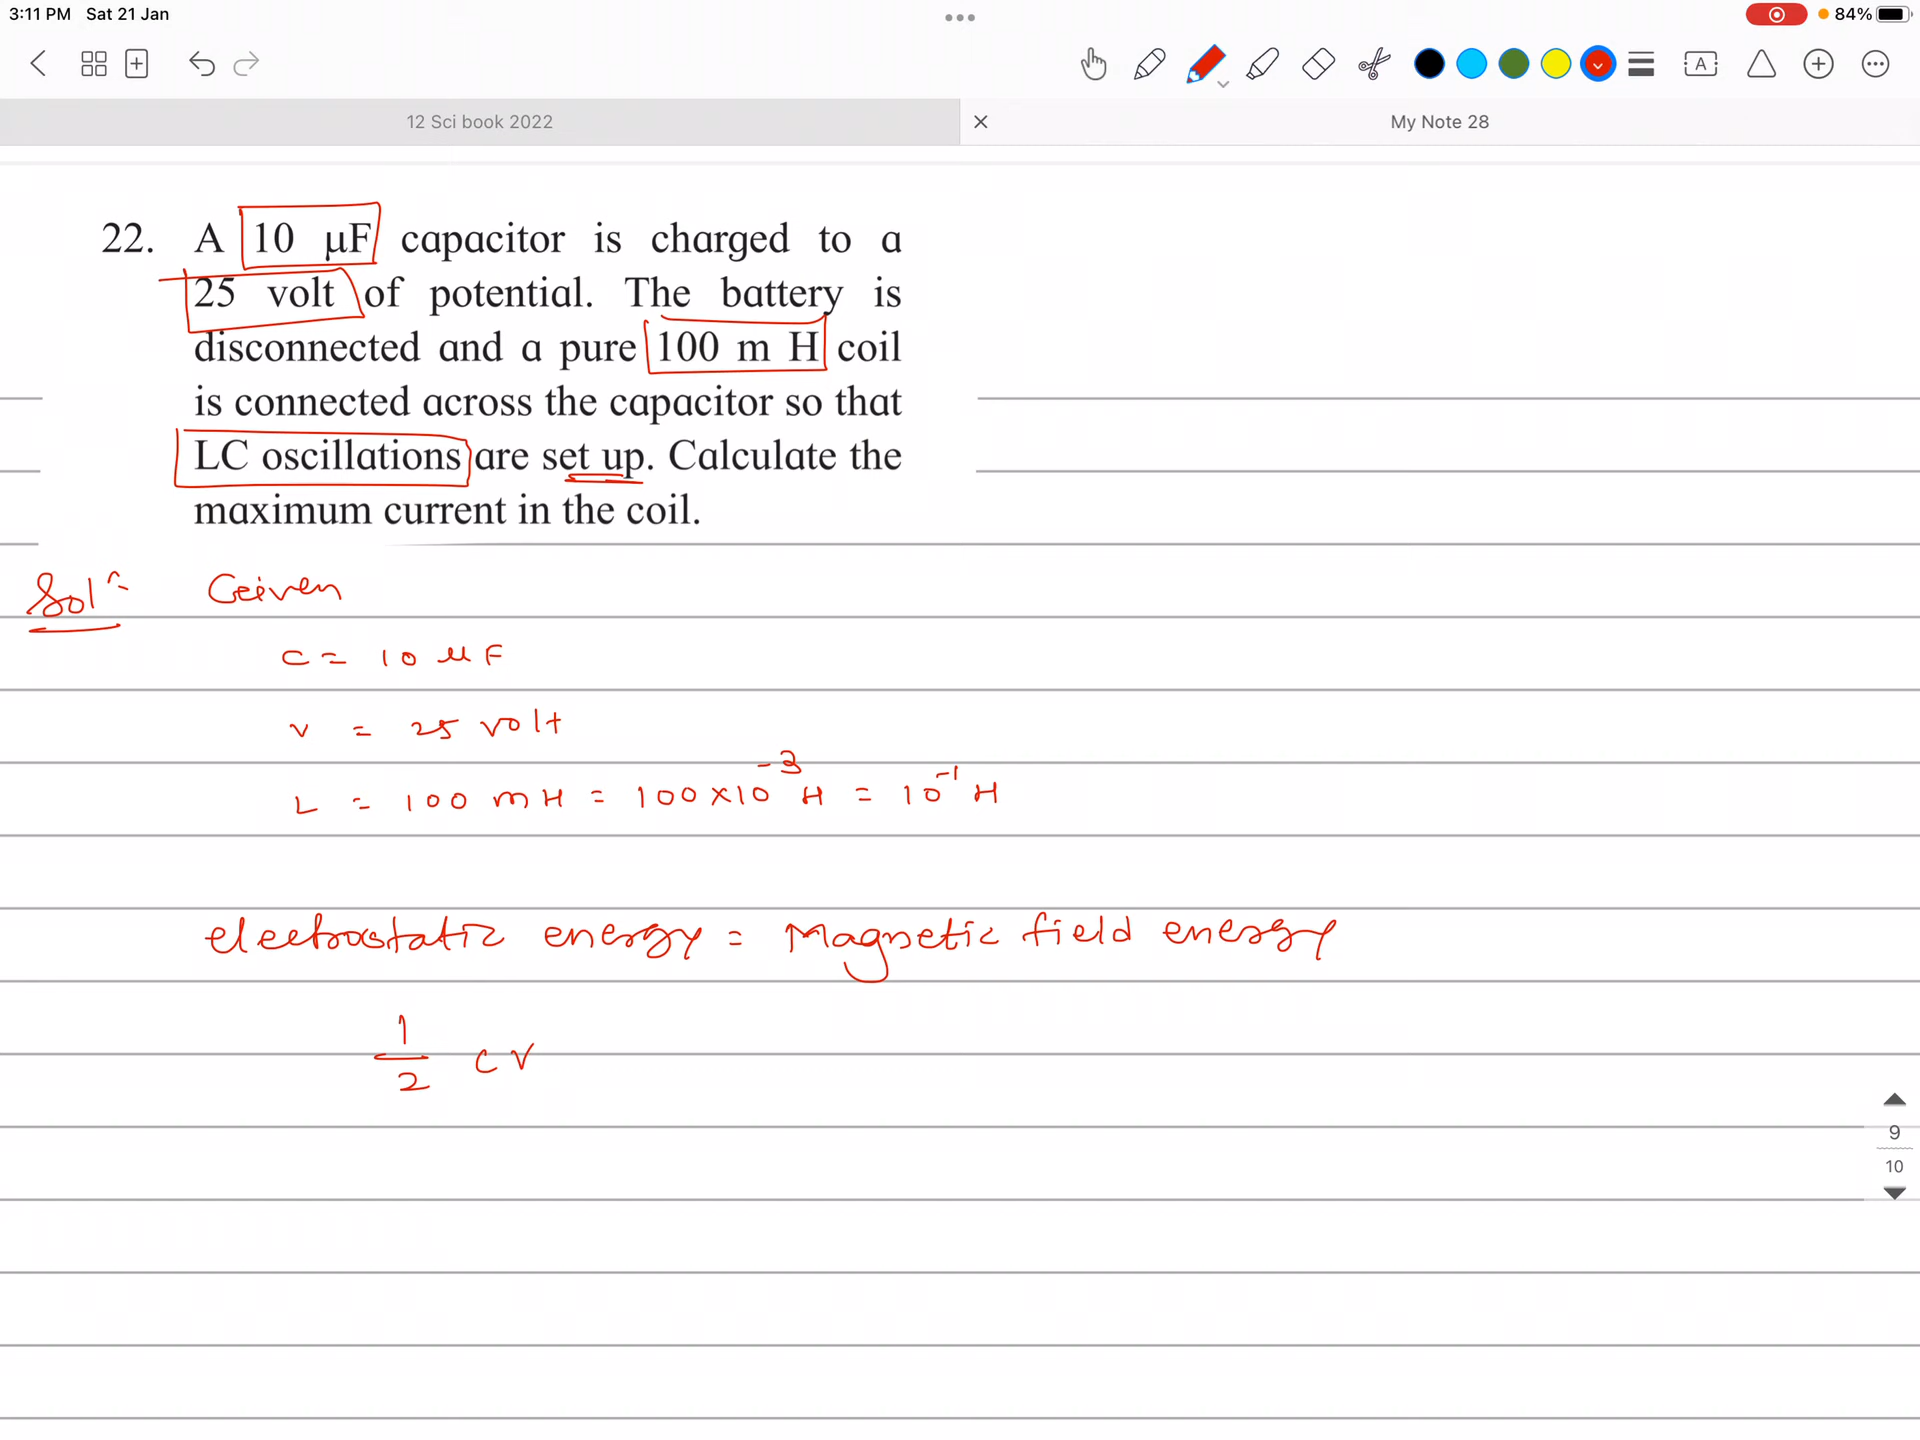 3:11 PM Sat 21 Jan
84%
A
12 Sci book 2022
My Note 28
22. A 10 µF capacitor is charged to a
25 volt of potential. The battery is
disconnected and a pure 100 m H coil
is connected across the capacitor so that
LC oscillations are set up. Calculate the
maximum current in the coil.
Solⁿ Given
C = 10 µF
V = 25 volt
L = 100 mH = 100 × 10⁻³ H = 10⁻¹ H
electrostatic energy = Magnetic field energy
1/2 CV
9
10